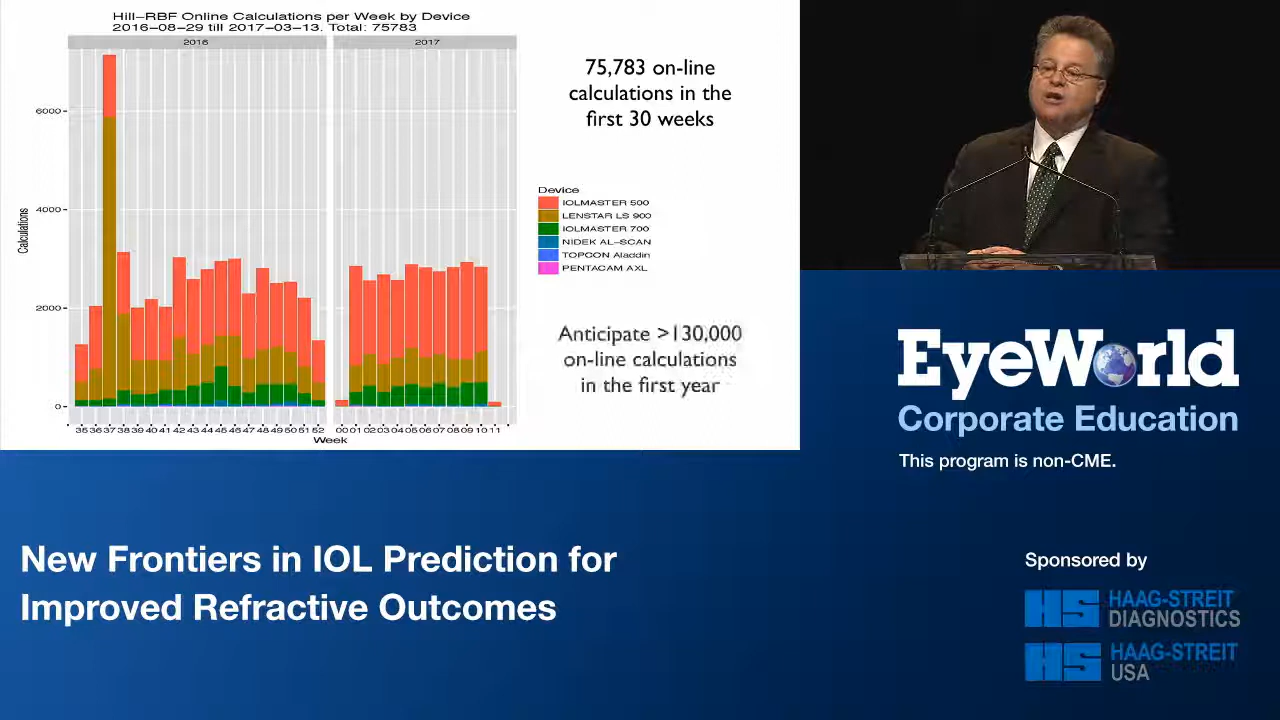 Hill–RBF Online Calculations per Week by Device
2016–08–29 till 2017–03–13. Total: 75783
2016
2017
6000
4000
2000
0
Calculations
35 36 37 38 39 40 41 42 43 44 45 46 47 48 49 50 51 52
00 01 02 03 04 05 06 07 08 09 10 11
Week
75,783 on-line
calculations in the
first 30 weeks
Device
IOLMASTER 500
LENSTAR LS 900
IOLMASTER 700
NIDEK AL–SCAN
TOPCON Aladdin
PENTACAM AXL
Anticipate >130,000
on-line calculations
in the first year
EyeWorld
Corporate Education
This program is non-CME.
New Frontiers in IOL Prediction for
Improved Refractive Outcomes
Sponsored by
HS HAAG-STREIT
DIAGNOSTICS
HS HAAG-STREIT
USA